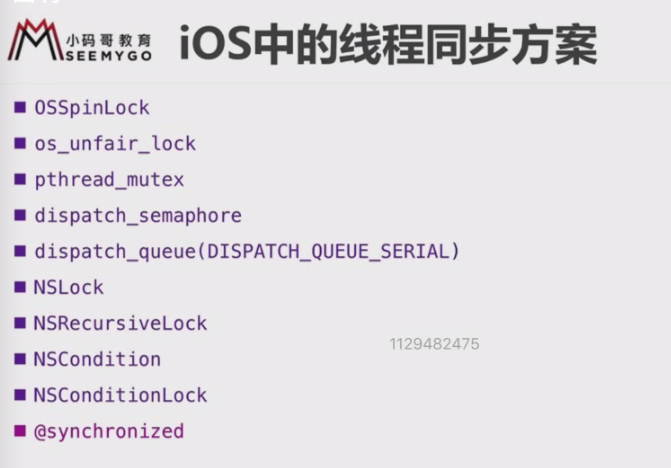 小码哥教育
SEEMYGO
iOS中的线程同步方案
OSSpinLock
os_unfair_lock
pthread_mutex
dispatch_semaphore
dispatch_queue(DISPATCH_QUEUE_SERIAL)
NSLock
NSRecursiveLock
1129482475
NSCondition
NSConditionLock
@synchronized